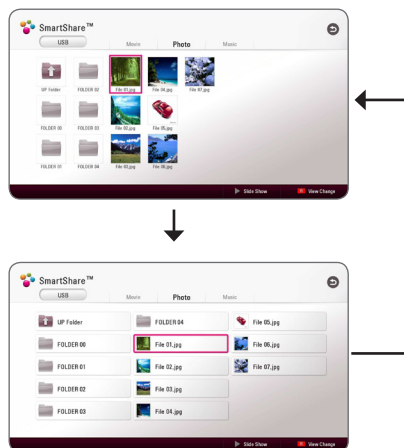 SmartShare™
USB
Movie Photo Music
UP Folder FOLDER 02 File 01.jpg File 04.jpg File 07.jpg
FOLDER 00 FOLDER 03 File 02.jpg File 05.jpg
FOLDER 01 FOLDER 04 File 03.jpg File 06.jpg
Slide Show R View Change
SmartShare™
USB
Movie Photo Music
UP Folder FOLDER 04 File 05.jpg
FOLDER 00 File 01.jpg File 06.jpg
FOLDER 01 File 02.jpg File 07.jpg
FOLDER 02 File 03.jpg
FOLDER 03 File 04.jpg
Slide Show R View Change